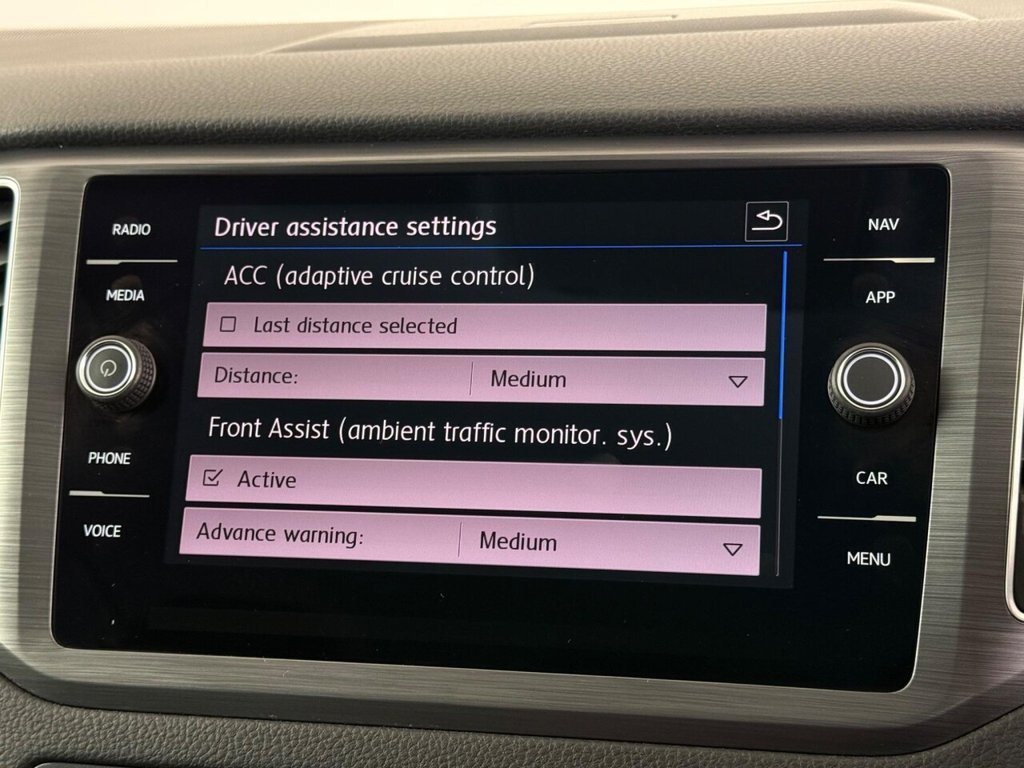 RADIO
MEDIA
PHONE
VOICE
Driver assistance settings
ACC (adaptive cruise control)
Last distance selected
Distance: Medium
Front Assist (ambient traffic monitor. sys.)
Active
Advance warning: Medium
NAV
APP
CAR
MENU